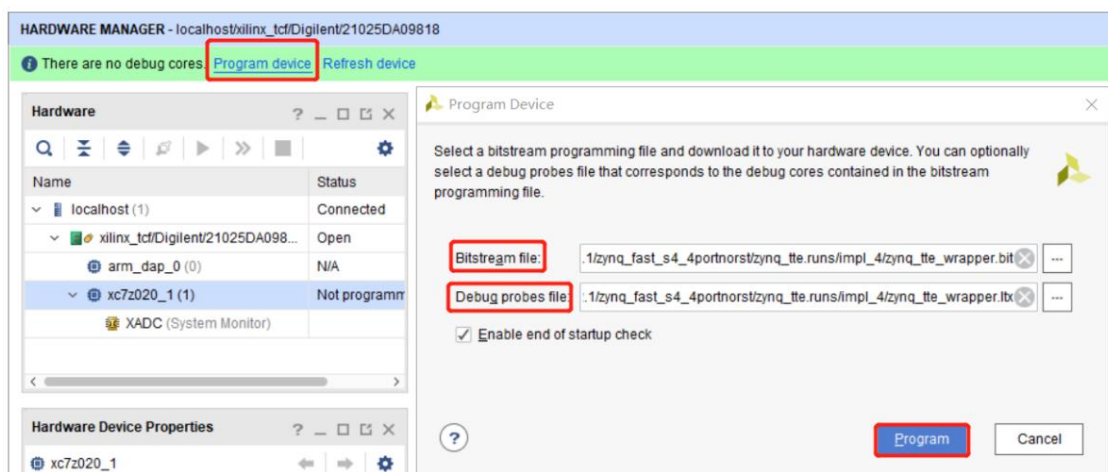 HARDWARE MANAGER - localhost/xilinx_tcf/Digilent/21025DA09818
There are no debug cores. Program device Refresh device
Hardware
Name Status
localhost (1) Connected
xilinx_tcf/Digilent/21025DA098... Open
arm_dap_0 (0) N/A
xc7z020_1 (1) Not programm
XADC (System Monitor)
Hardware Device Properties
xc7z020_1
Program Device
Select a bitstream programming file and download it to your hardware device. You can optionally
select a debug probes file that corresponds to the debug cores contained in the bitstream
programming file.
Bitstream file: .1/zynq_fast_s4_4portnorst/zynq_tte.runs/impl_4/zynq_tte_wrapper.bit
Debug probes file: .1/zynq_fast_s4_4portnorst/zynq_tte.runs/impl_4/zynq_tte_wrapper.ltx
Enable end of startup check
Program Cancel